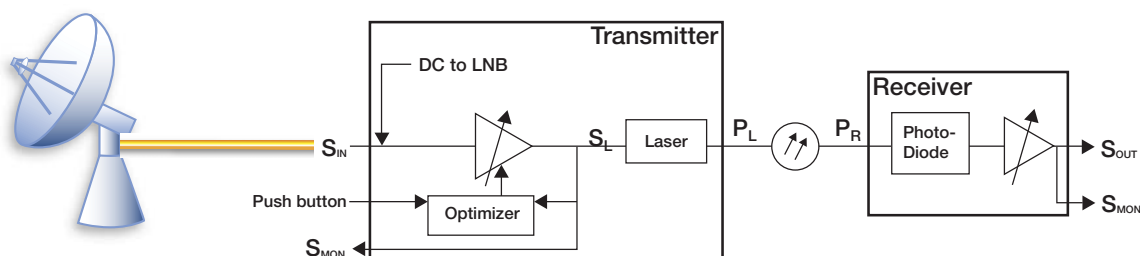 Transmitter
DC to LNB
Receiver
S_IN
S_L
Laser
P_L
P_R
Photo-
Diode
S_OUT
Push button
Optimizer
S_MON
S_MON